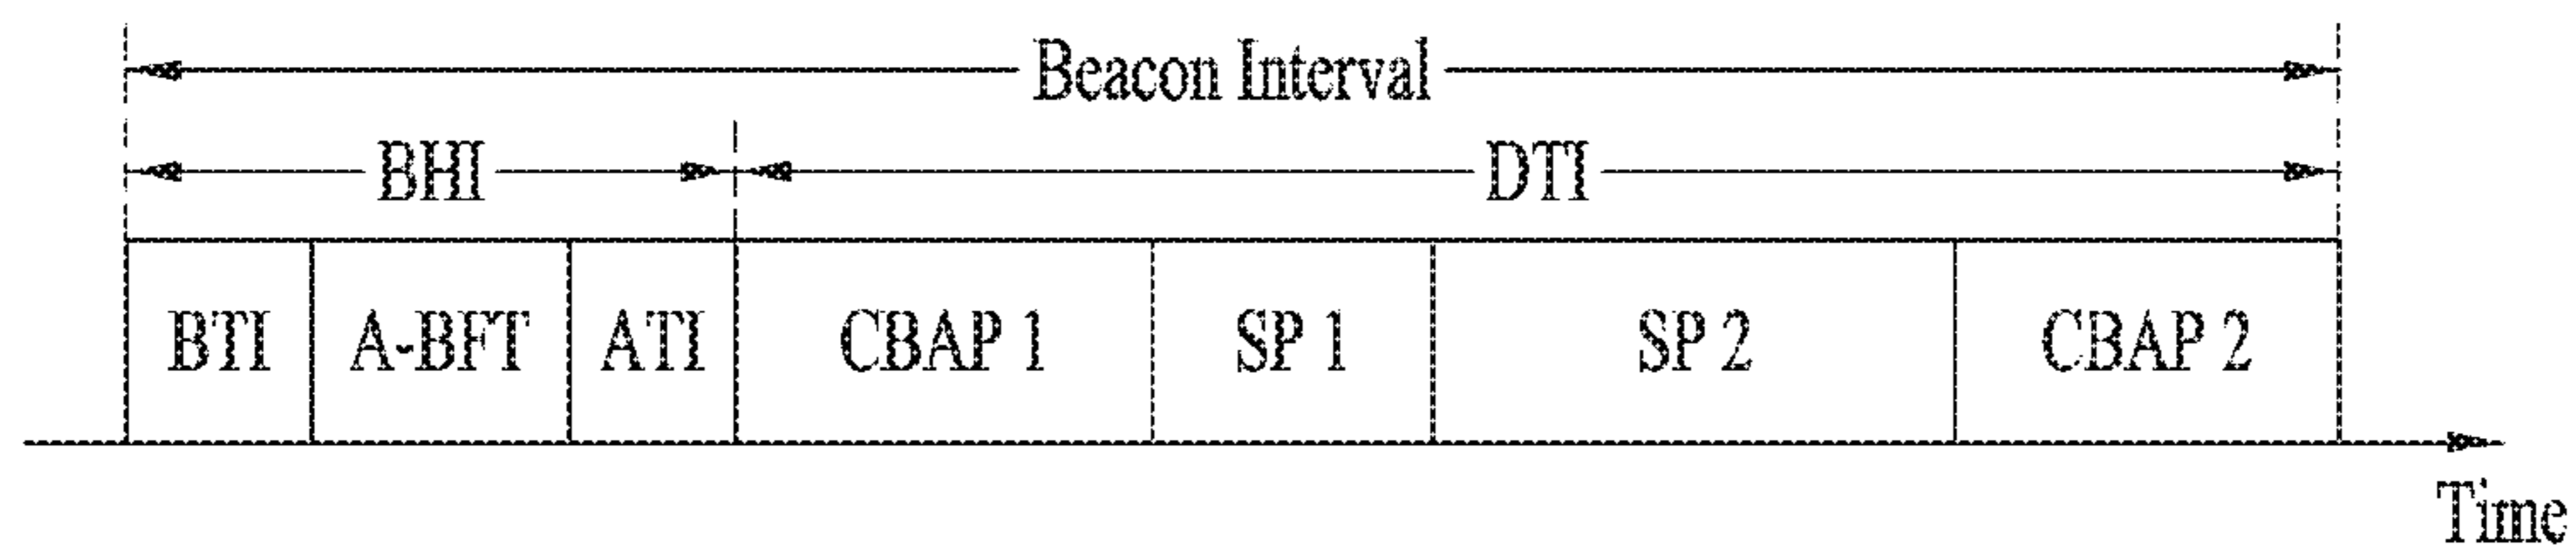 Beacon Interval
BHI DTI
BTI A-BFT ATI CBAP 1 SP 1 SP 2 CBAP 2
Time